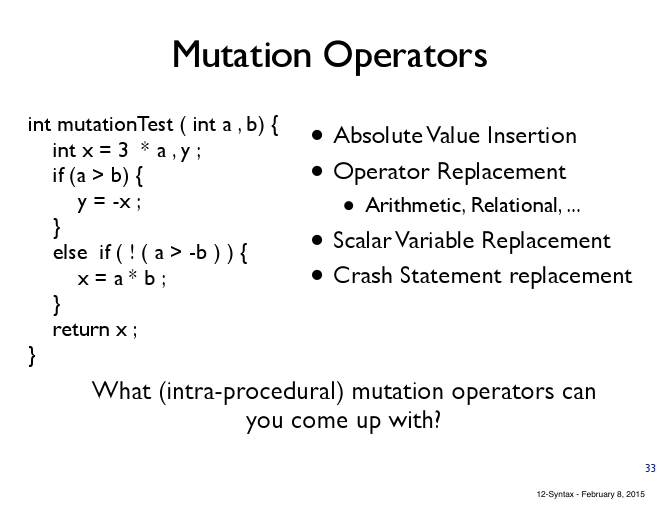 Mutation Operators
int mutationTest ( int a , b) {
int x = 3 * a , y ;
if (a > b) {
y = -x ;
}
else if ( ! ( a > -b ) ) {
x = a * b ;
}
return x ;
}
• Absolute Value Insertion
• Operator Replacement
• Arithmetic, Relational, ...
• Scalar Variable Replacement
• Crash Statement replacement
What (intra-procedural) mutation operators can
you come up with?
33
12-Syntax - February 8, 2015